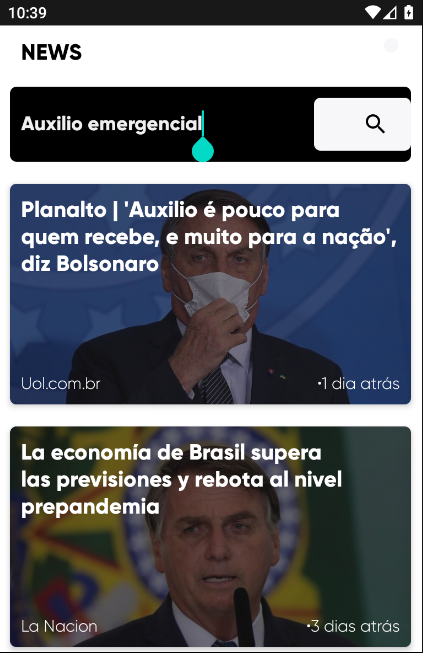 10:39
NEWS
Auxilio emergencial
Planalto | 'Auxilio é pouco para
quem recebe, e muito para a nação',
diz Bolsonaro
Uol.com.br •1 dia atrás
La economía de Brasil supera
las previsiones y rebota al nivel
prepandemia
La Nacion •3 dias atrás